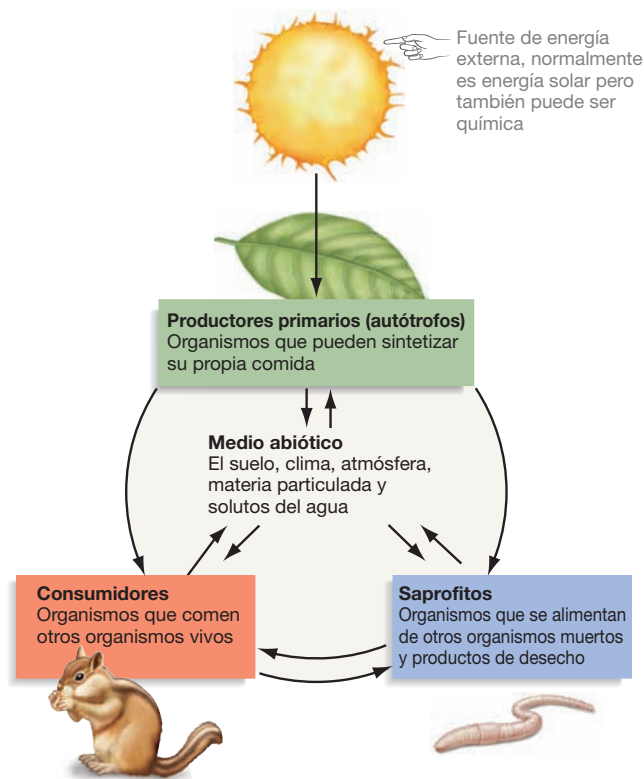 Fuente de energía
externa, normalmente
es energía solar pero
también puede ser
química
Productores primarios (autótrofos)
Organismos que pueden sintetizar
su propia comida
Medio abiótico
El suelo, clima, atmósfera,
materia particulada y
solutos del agua
Consumidores
Organismos que comen
otros organismos vivos
Saprofitos
Organismos que se alimentan
de otros organismos muertos
y productos de desecho